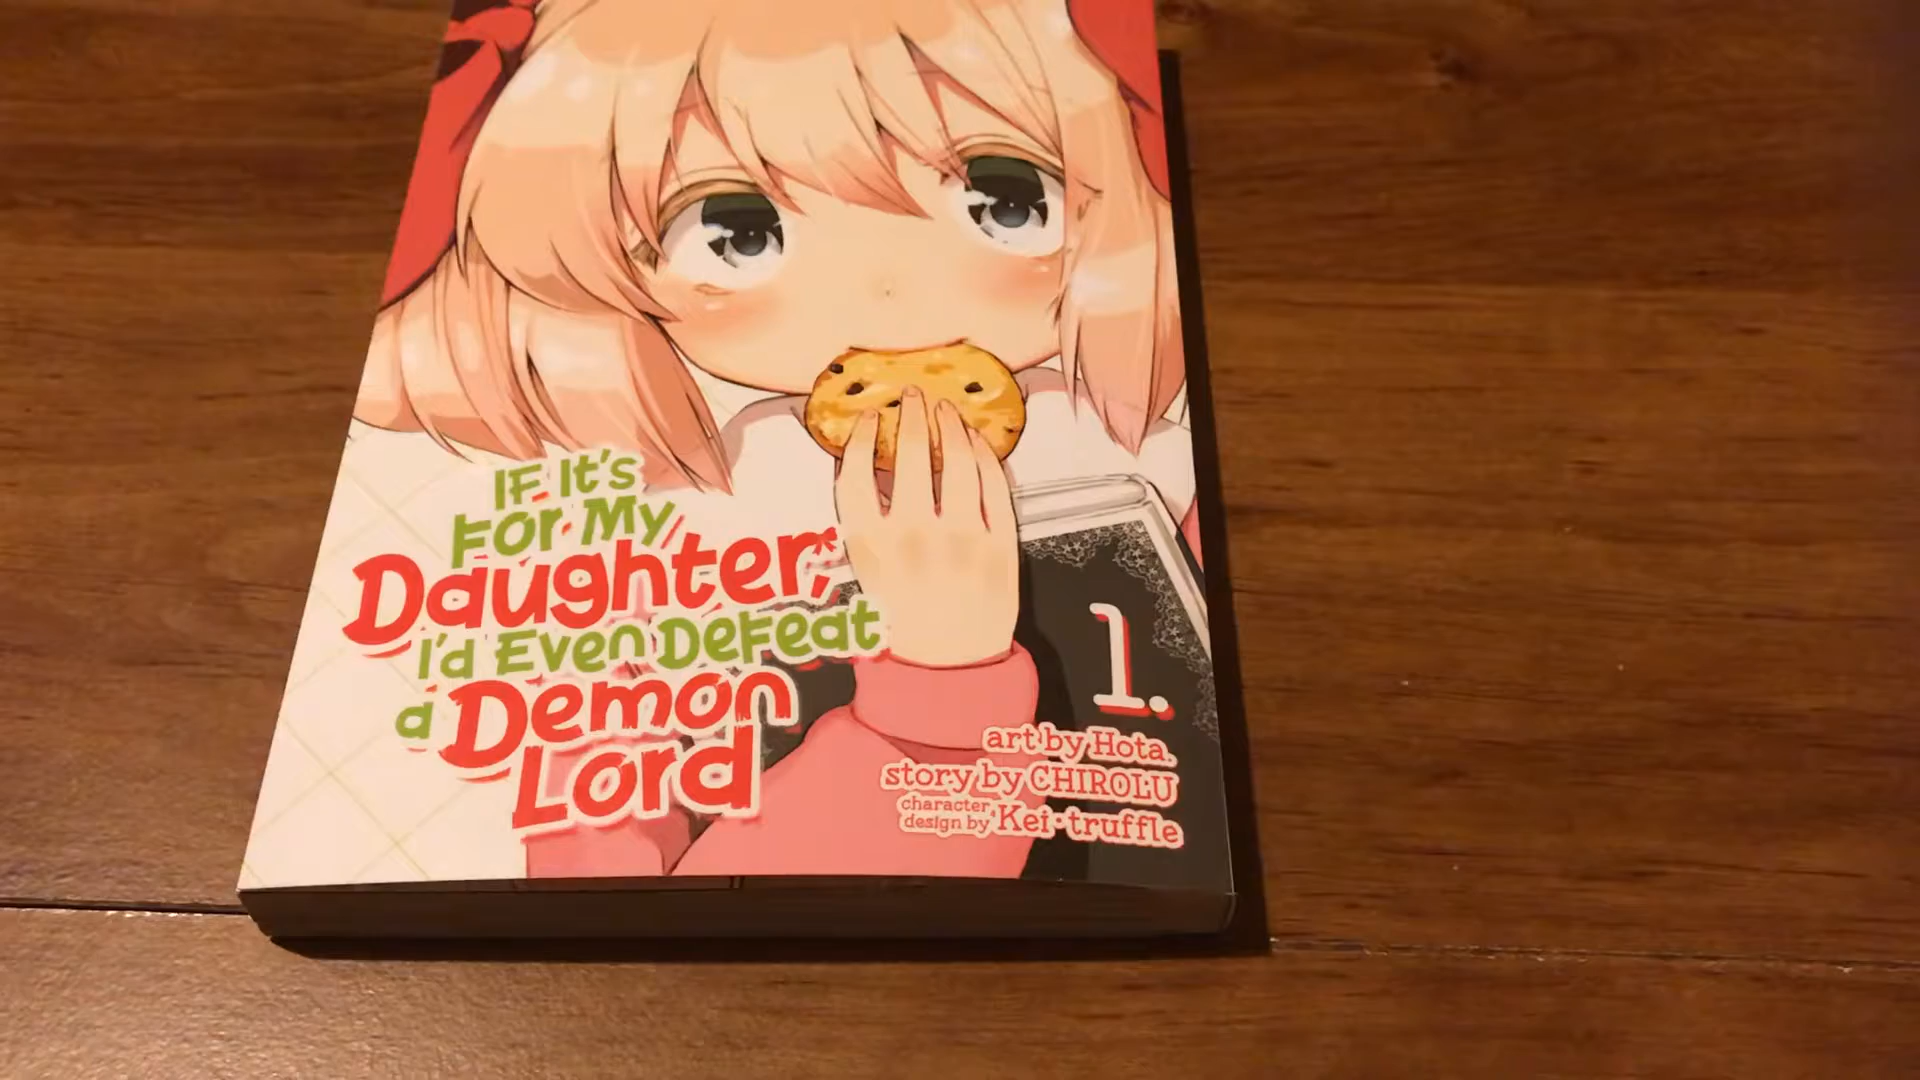 If It's
For My
Daughter,
I'd Even Defeat
a Demon
Lord
1.
art by Hota.
story by CHIROLU
character
design by Kei・truffle